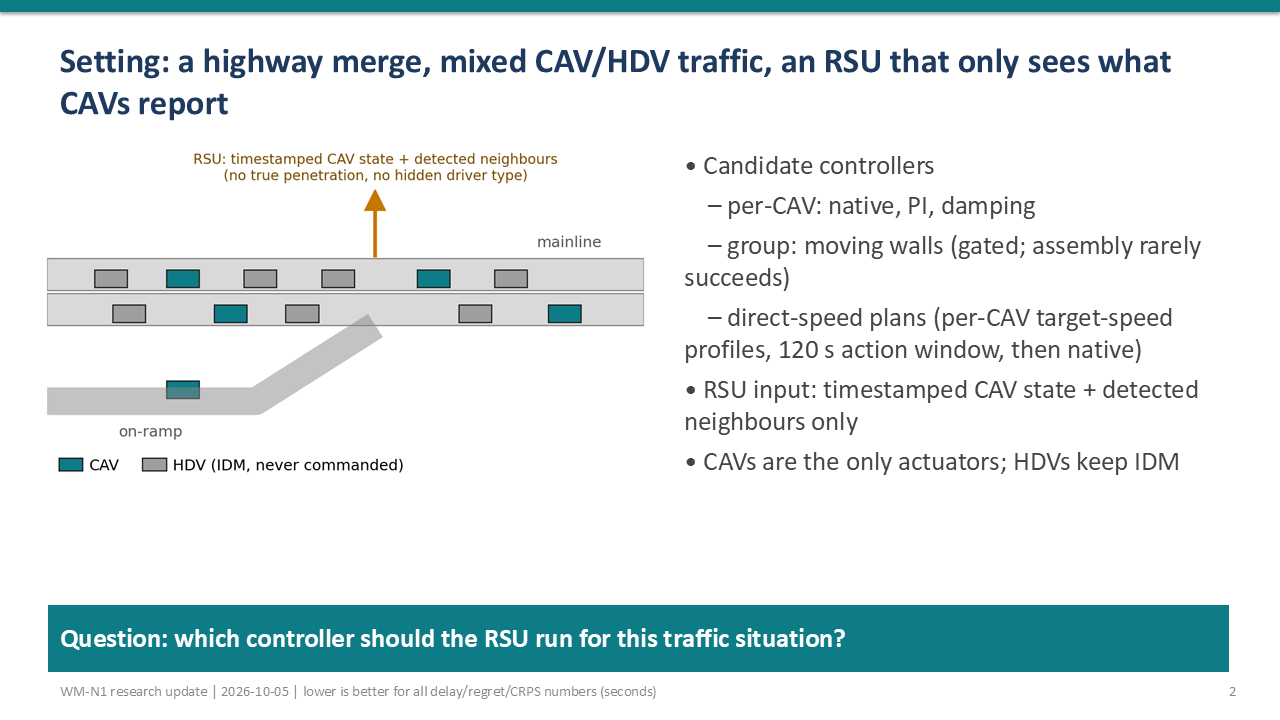 Setting: a highway merge, mixed CAV/HDV traffic, an RSU that only sees what
CAVs report
RSU: timestamped CAV state + detected neighbours
(no true penetration, no hidden driver type)
mainline
on-ramp
CAV
HDV (IDM, never commanded)
• Candidate controllers
– per-CAV: native, PI, damping
– group: moving walls (gated; assembly rarely
succeeds)
– direct-speed plans (per-CAV target-speed
profiles, 120 s action window, then native)
• RSU input: timestamped CAV state + detected
neighbours only
• CAVs are the only actuators; HDVs keep IDM
Question: which controller should the RSU run for this traffic situation?
WM-N1 research update | 2026-10-05 | lower is better for all delay/regret/CRPS numbers (seconds)
2